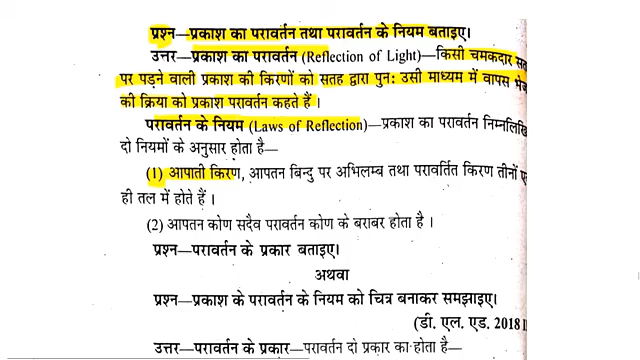 प्रश्न—प्रकाश का परावर्तन तथा परावर्तन के नियम बताइए।
उत्तर—प्रकाश का परावर्तन (Reflection of Light)—किसी चमकदार सत
पर पड़ने वाली प्रकाश की किरणों को सतह द्वारा पुनः उसी माध्यम में वापस भेज
की क्रिया को प्रकाश परावर्तन कहते हैं।
परावर्तन के नियम (Laws of Reflection)—प्रकाश का परावर्तन निम्नलिखि
दो नियमों के अनुसार होता है—
(1) आपाती किरण, आपतन बिन्दु पर अभिलम्ब तथा परावर्तित किरण तीनों ए
ही तल में होते हैं।
(2) आपतन कोण सदैव परावर्तन कोण के बराबर होता है।
प्रश्न—परावर्तन के प्रकार बताइए।
अथवा
प्रश्न—प्रकाश के परावर्तन के नियम को चित्र बनाकर समझाइए।
(डी. एल. एड. 2018 I
उत्तर—परावर्तन के प्रकार—परावर्तन दो प्रकार का होता है—